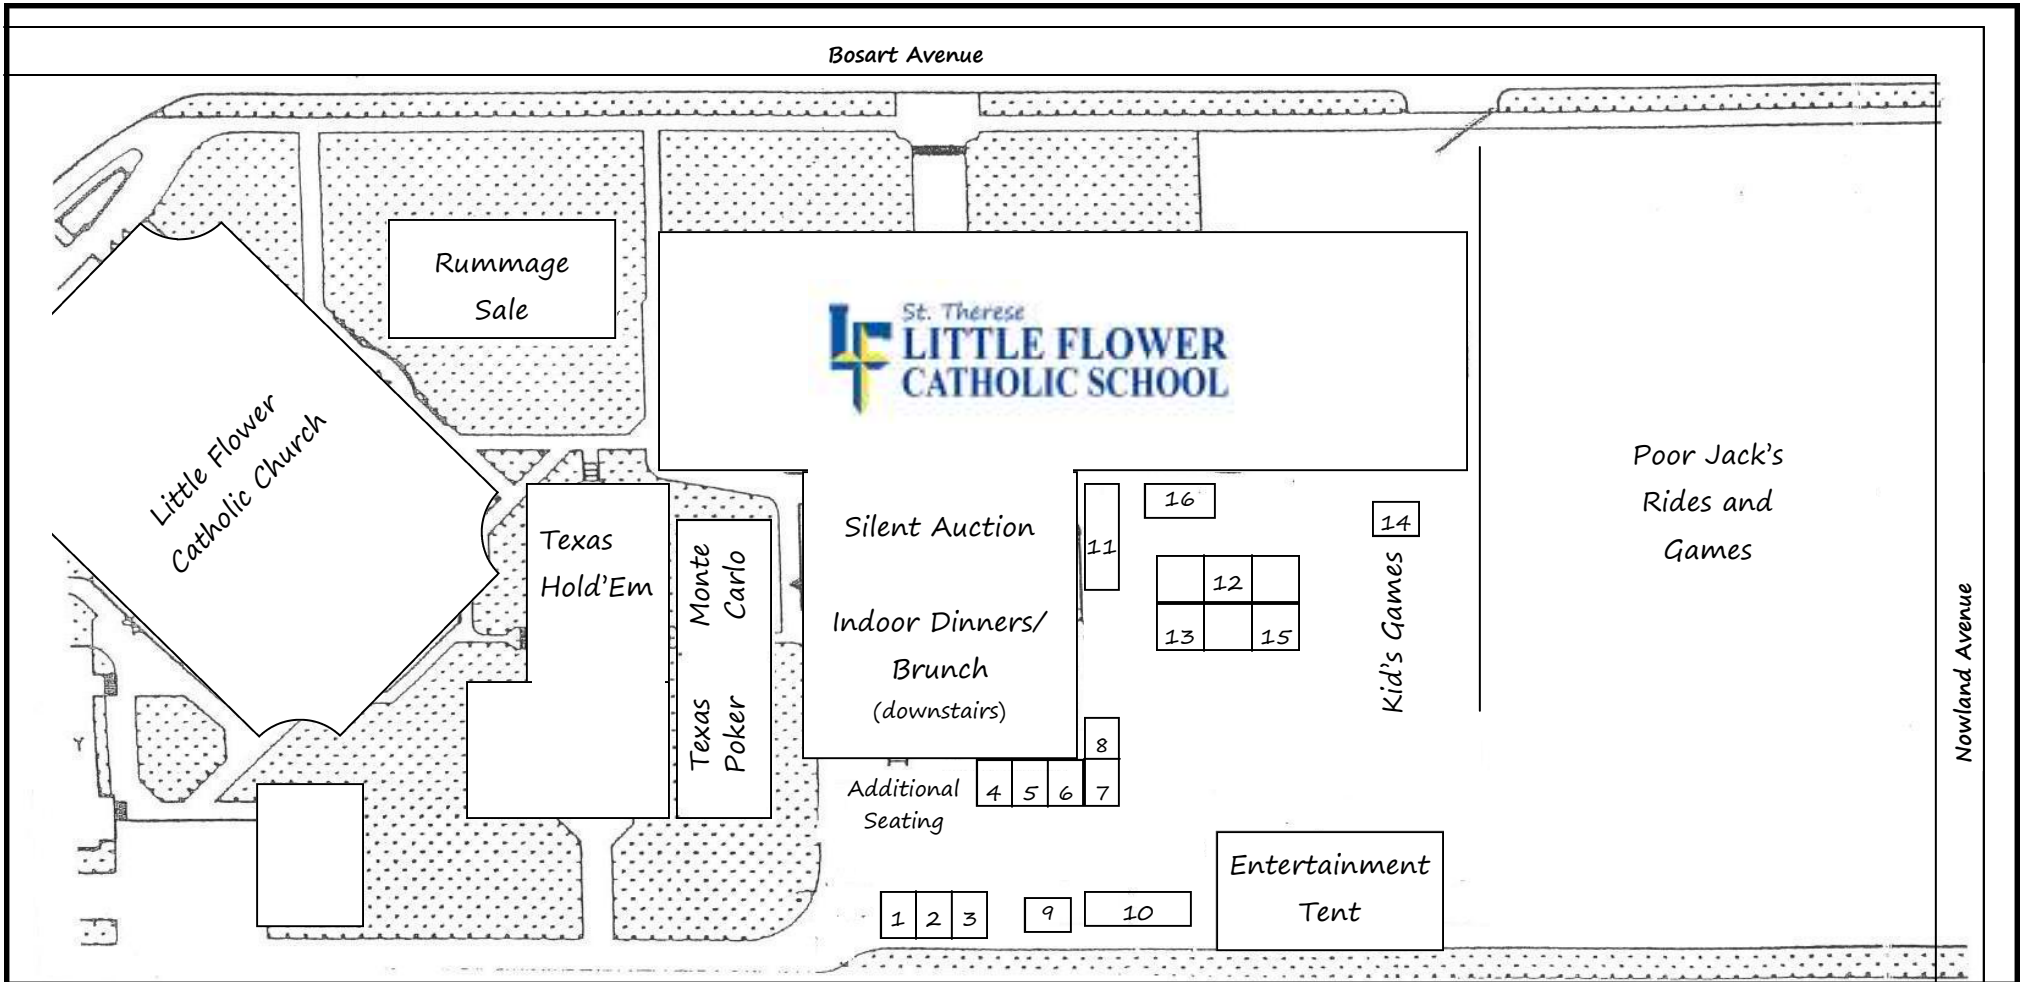 Bosart Avenue
Rummage
Sale
St. Therese
LITTLE FLOWER
CATHOLIC SCHOOL
Little Flower
Catholic Church
Texas
Hold'Em
Monte
Carlo
Texas
Poker
Silent Auction
Indoor Dinners/
Brunch
(downstairs)
11
16
12
13
15
14
Kid's Games
Poor Jack's
Rides and
Games
Nowland Avenue
8
4
5
6
7
Additional
Seating
1
2
3
9
10
Entertainment
Tent
Y